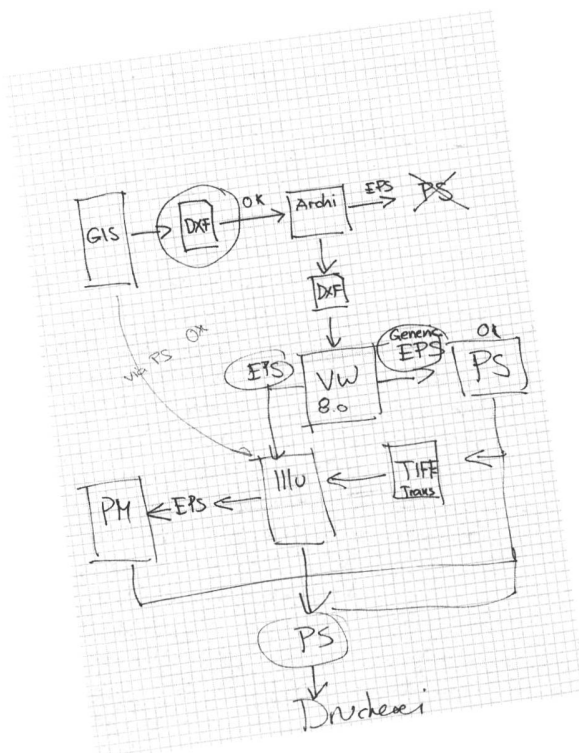 GIS
DXF
OK
Archi
EPS
PS
DXF
via PS OK
EPS
VW
8.0
Generic
EPS
OK
PS
Illu
TIFF
Trans
PM
EPS
PS
Druckerei